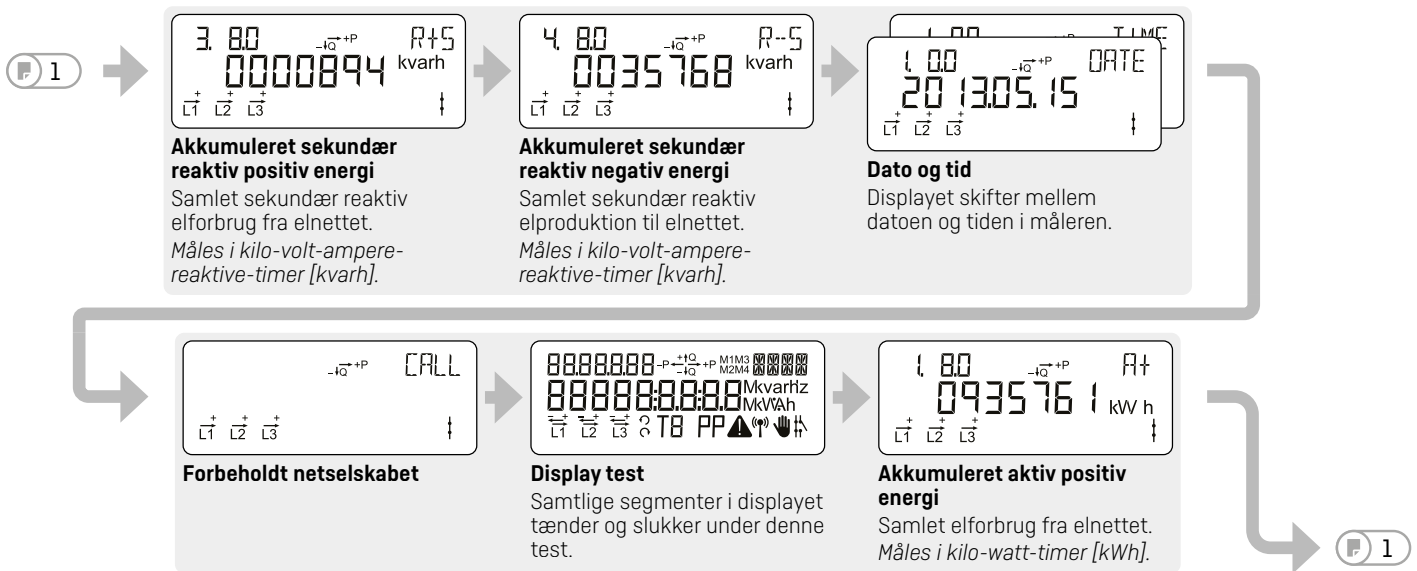 1
3. 8.0 -Q +P R+S
0000894 kvarh
L1 L2 L3
Akkumuleret sekundær
reaktiv positiv energi
Samlet sekundær reaktiv
elforbrug fra elnettet.
Måles i kilo-volt-ampere-
reaktive-timer [kvarh].
4. 8.0 -Q +P R--S
0035768 kvarh
L1 L2 L3
Akkumuleret sekundær
reaktiv negativ energi
Samlet sekundær reaktiv
elproduktion til elnettet.
Måles i kilo-volt-ampere-
reaktive-timer [kvarh].
TIME
1. 0.0 -Q +P DATE
2013.05.15
L1 L2 L3
Dato og tid
Displayet skifter mellem
datoen og tiden i måleren.
-Q +P CALL
L1 L2 L3
Forbeholdt netselskabet
88.88.8.88 -P +Q -Q +P M1M3 M2M4
88888:8.8:8.8 Mkvarhz MkWAh
L1 L2 L3 T8 PP
Display test
Samtlige segmenter i displayet
tænder og slukker under denne
test.
1. 8.0 -Q +P A+
0935761 kW h
L1 L2 L3
Akkumuleret aktiv positiv
energi
Samlet elforbrug fra elnettet.
Måles i kilo-watt-timer [kWh].
1